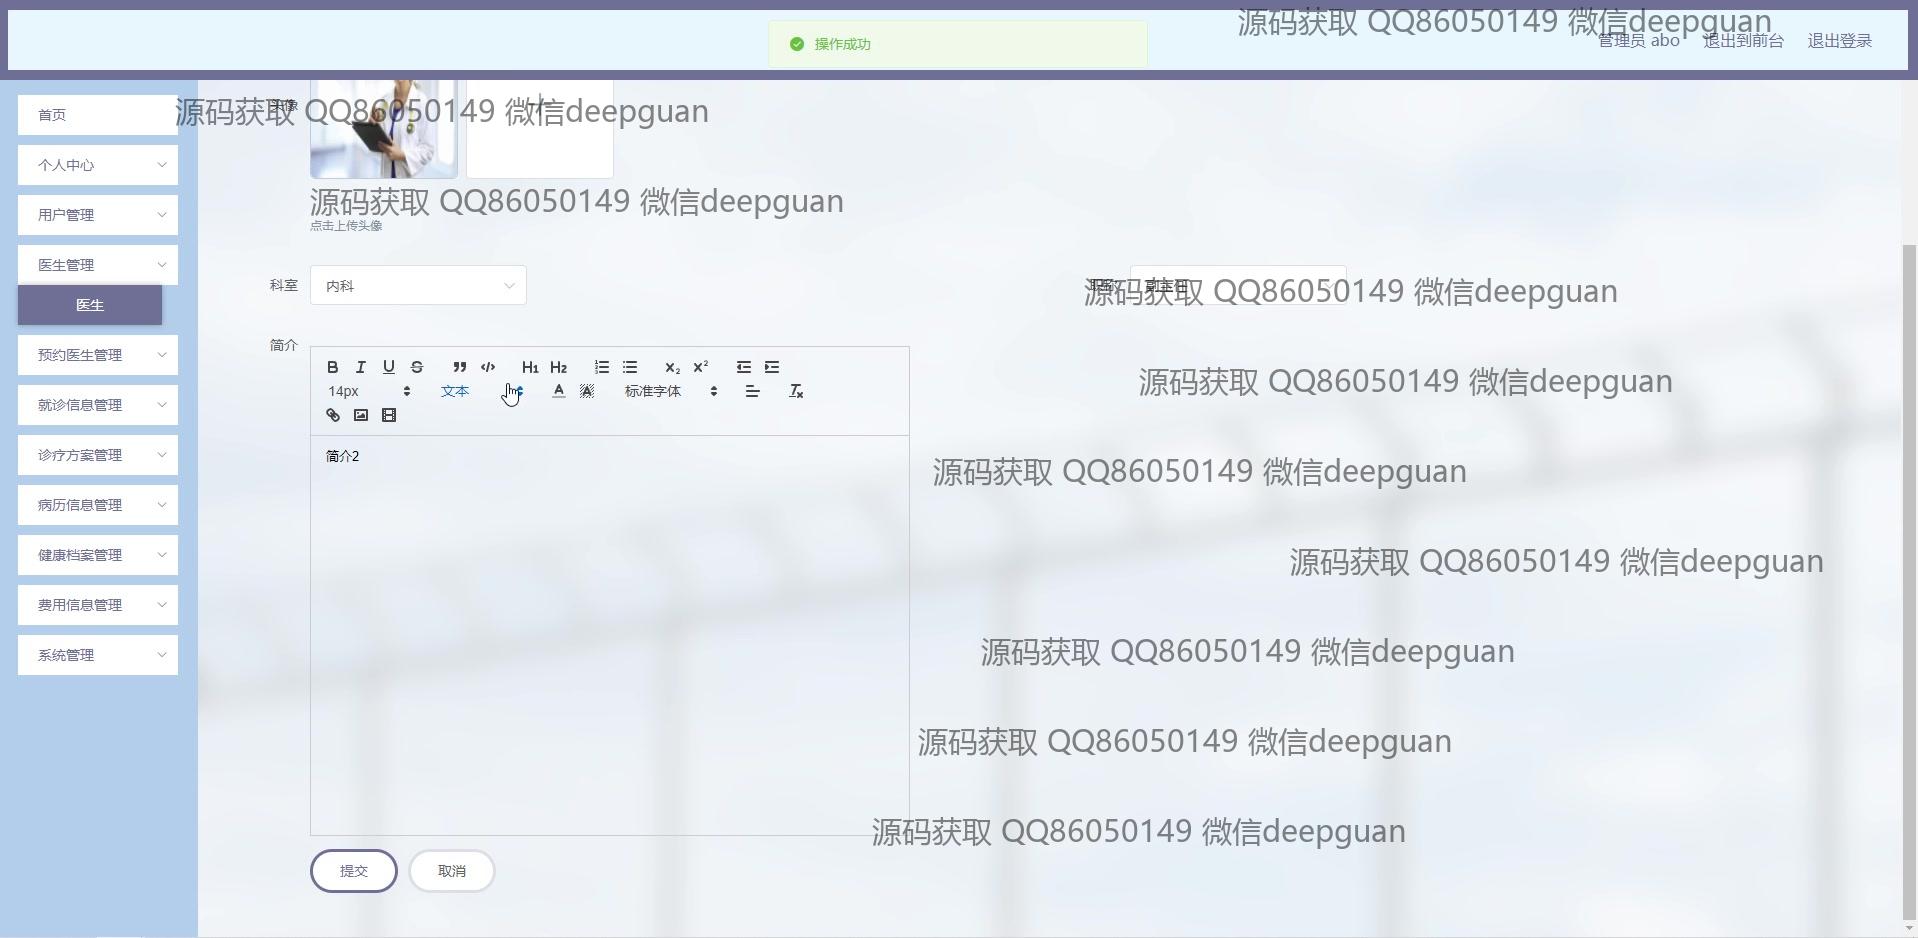 源码获取 QQ86050149 微信deepguan
操作成功
管理员 abo 退出到前台 退出登录
首页
头像
源码获取 QQ86050149 微信deepguan
个人中心
源码获取 QQ86050149 微信deepguan
用户管理
点击上传头像
医生管理
科室 内科
职称 副主任
源码获取 QQ86050149 微信deepguan
医生
简介
预约医生管理
B I U S H1 H2 X2 X2
14px 文本 A A 标准字体
源码获取 QQ86050149 微信deepguan
就诊信息管理
诊疗方案管理
简介2
源码获取 QQ86050149 微信deepguan
病历信息管理
健康档案管理
源码获取 QQ86050149 微信deepguan
费用信息管理
系统管理
源码获取 QQ86050149 微信deepguan
源码获取 QQ86050149 微信deepguan
源码获取 QQ86050149 微信deepguan
提交 取消